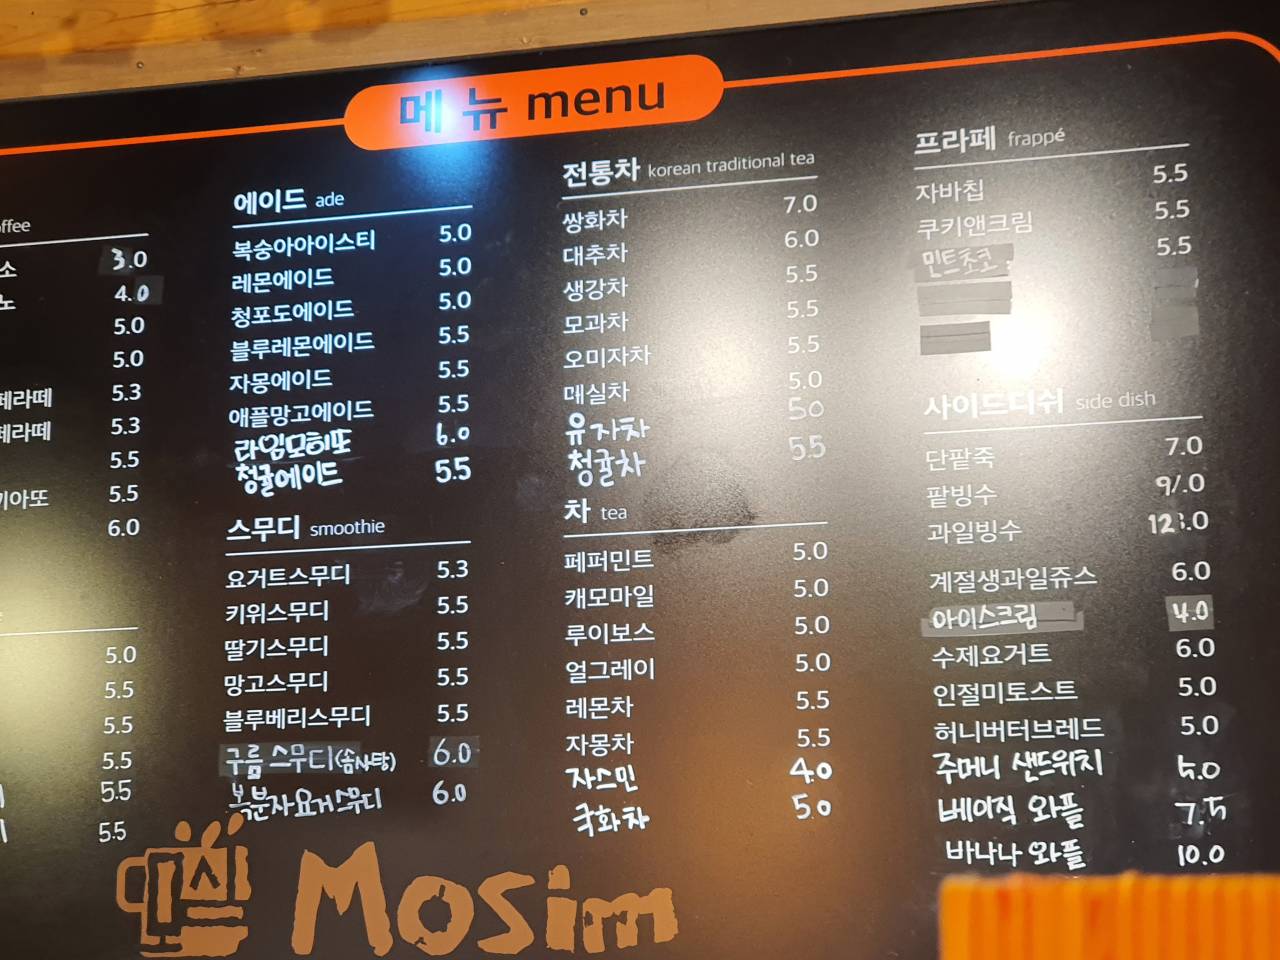 메뉴 menu
ffee
소 3.0
노 4.0
5.0
5.0
페라떼 5.3
페라떼 5.3
5.5
끼아또 5.5
6.0
5.0
5.5
5.5
5.5
5.5
5.5
에이드 ade
복숭아아이스티 5.0
레몬에이드 5.0
청포도에이드 5.0
블루레몬에이드 5.5
자몽에이드 5.5
애플망고에이드 5.5
라임모히또 6.0
청귤에이드 5.5
스무디 smoothie
요거트스무디 5.3
키위스무디 5.5
딸기스무디 5.5
망고스무디 5.5
블루베리스무디 5.5
구름 스무디(솜사탕) 6.0
복분자요거스무디 6.0
전통차 korean traditional tea
쌍화차 7.0
대추차 6.0
생강차 5.5
모과차 5.5
오미자차 5.5
매실차 5.0
유자차 5.0
청귤차 5.5
차 tea
페퍼민트 5.0
캐모마일 5.0
루이보스 5.0
얼그레이 5.0
레몬차 5.5
자몽차 5.5
자스민 4.0
국화차 5.0
프라페 frappé
자바칩 5.5
쿠키앤크림 5.5
민트초코 5.5
사이드디쉬 side dish
단팥죽 7.0
팥빙수 9.0
과일빙수 12.0
계절생과일쥬스 6.0
아이스크림 4.0
수제요거트 6.0
인절미토스트 5.0
허니버터브레드 5.0
주머니 샌드위치 5.0
베이직 와플 7.5
바나나 와플 10.0
Mosim